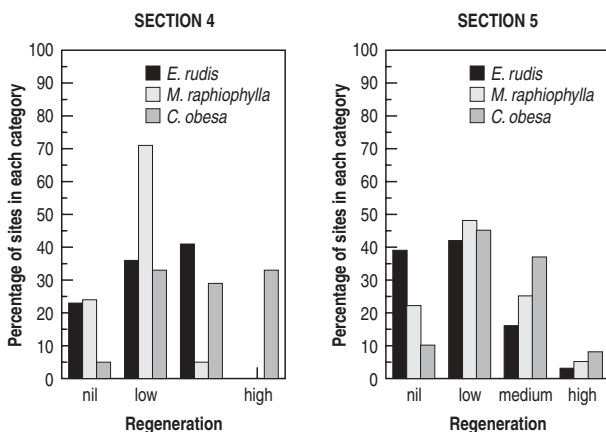 SECTION 4
Percentage of sites in each category
100
90
80
70
60
50
40
30
20
10
0
E. rudis
M. raphiophylla
C. obesa
nil low high
Regeneration
SECTION 5
Percentage of sites in each category
100
90
80
70
60
50
40
30
20
10
0
E. rudis
M. raphiophylla
C. obesa
nil low medium high
Regeneration